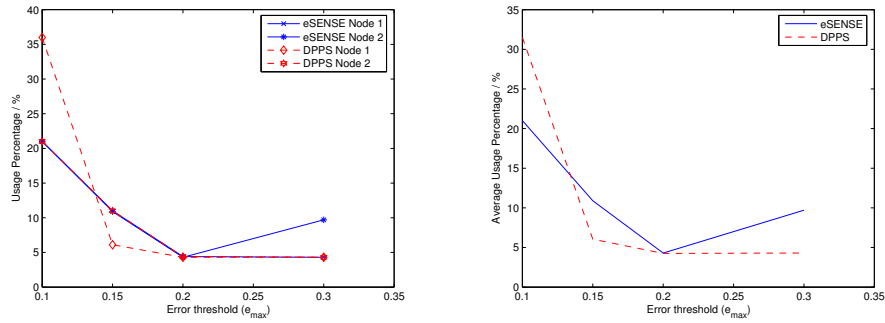 40
35
30
25
20
15
10
5
0
Usage Percentage / %
eSENSE Node 1
eSENSE Node 2
DPPS Node 1
DPPS Node 2
0.1 0.15 0.2 0.25 0.3 0.35
Error threshold (e_max)
35
30
25
20
15
10
5
0
Average Usage Percentage / %
eSENSE
DPPS
0.1 0.15 0.2 0.25 0.3 0.35
Error threshold (e_max)